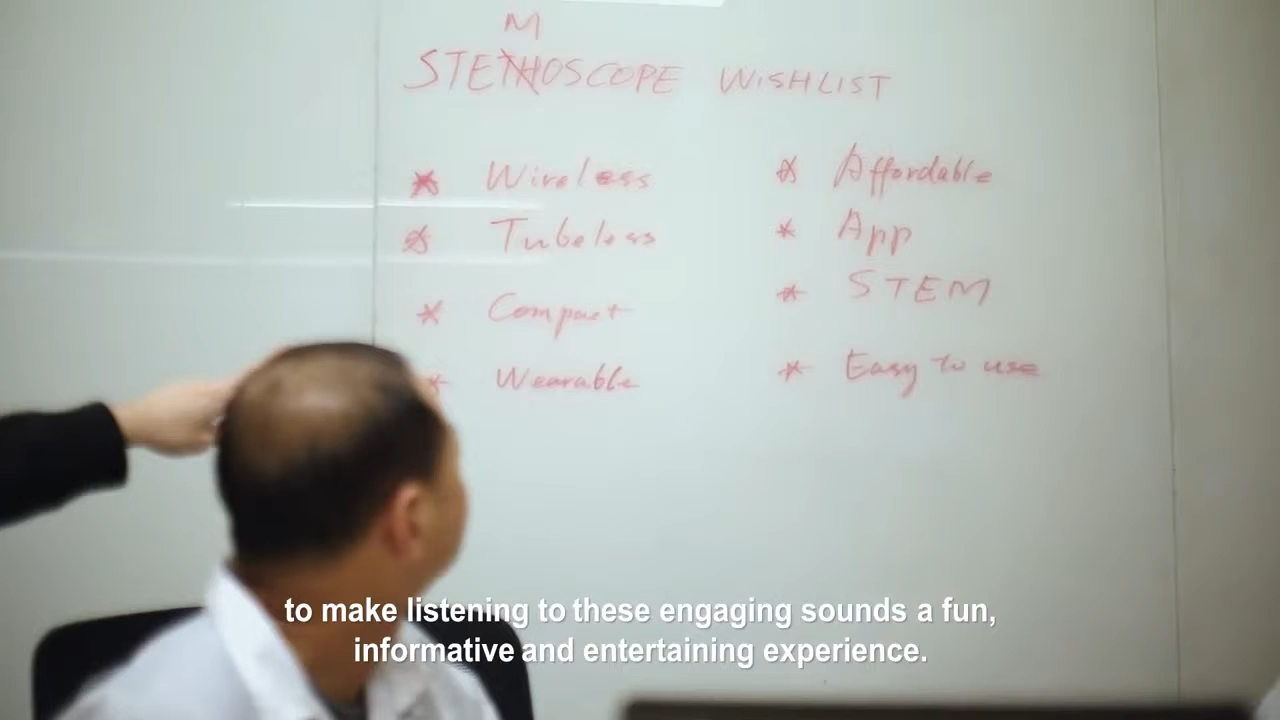 M
STETHOSCOPE WISHLIST
* Wireless
* Tubeless
* Compact
* Wearable
* Affordable
* App
* STEM
* Easy to use
to make listening to these engaging sounds a fun,
informative and entertaining experience.